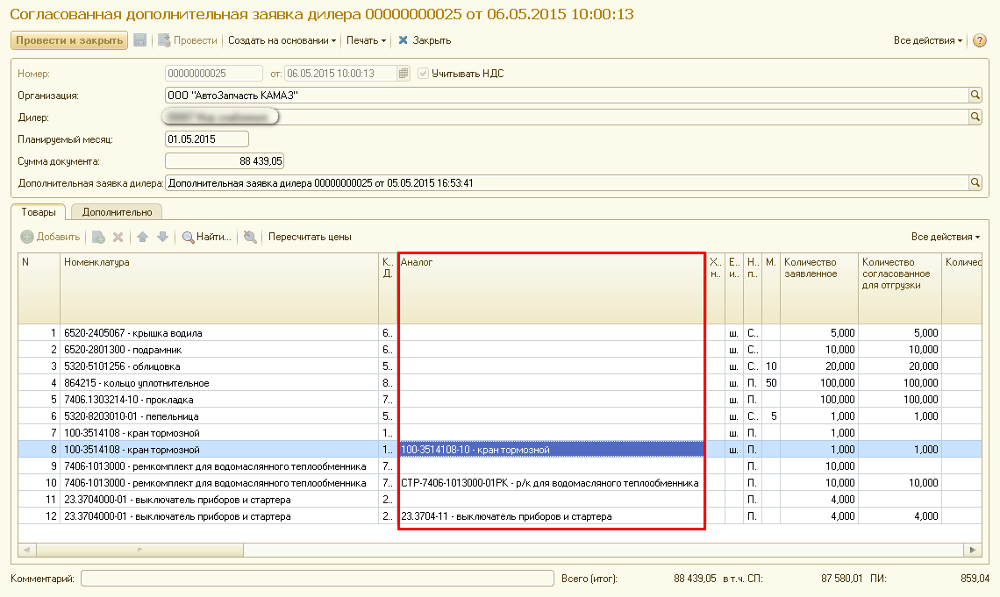 Согласованная дополнительная заявка дилера 00000000025 от 06.05.2015 10:00:13
Провести и закрыть Провести Создать на основании Печать Закрыть Все действия ?
Номер: 00000000025 от: 06.05.2015 10:00:13 Учитывать НДС
Организация: ООО "АвтоЗапчасть КАМАЗ"
Дилер:
Планируемый месяц: 01.05.2015
Сумма документа: 88 439,05
Дополнительная заявка дилера: Дополнительная заявка дилера 00000000025 от 05.05.2015 16:53:41
Товары Дополнительно
Добавить Найти... Пересчитать цены Все действия
N Номенклатура К.. Аналог Х.. Е.. Н.. М. Количество Количество Количес
Д. н.. и.. п.. заявленное согласованное
для отгрузки
1 6520-2405067 - крышка водила 6.. ш. С.. 5,000 5,000
2 6520-2801300 - подрамник 6.. ш. С.. 10,000 10,000
3 5320-5101256 - облицовка 5.. ш. С.. 10 20,000 20,000
4 864215 - кольцо уплотнительное 8.. ш. П. 50 100,000 100,000
5 7406.1303214-10 - прокладка 7.. ш. П. 100,000 100,000
6 5320-8203010-01 - пепельница 5.. ш. С.. 5 1,000 1,000
7 100-3514108 - кран тормозной 1.. ш. П. 1,000
8 100-3514108 - кран тормозной 1.. 100-3514108-10 - кран тормозной ш. П. 1,000 1,000
9 7406-1013000 - ремкомплект для водомаслянного теплообменника 7.. П. 10,000
10 7406-1013000 - ремкомплект для водомаслянного теплообменника 7.. СТР-7406-1013000-01РК - р/к для водомасляного теплообменника П. 10,000 10,000
11 23.3704000-01 - выключатель приборов и стартера 2.. П. 4,000
12 23.3704000-01 - выключатель приборов и стартера 2.. 23.3704-11 - выключатель приборов и стартера П. 4,000 4,000
Комментарий: Всего (итог): 88 439,05 в т.ч. СП: 87 580,01 ПИ: 859,04